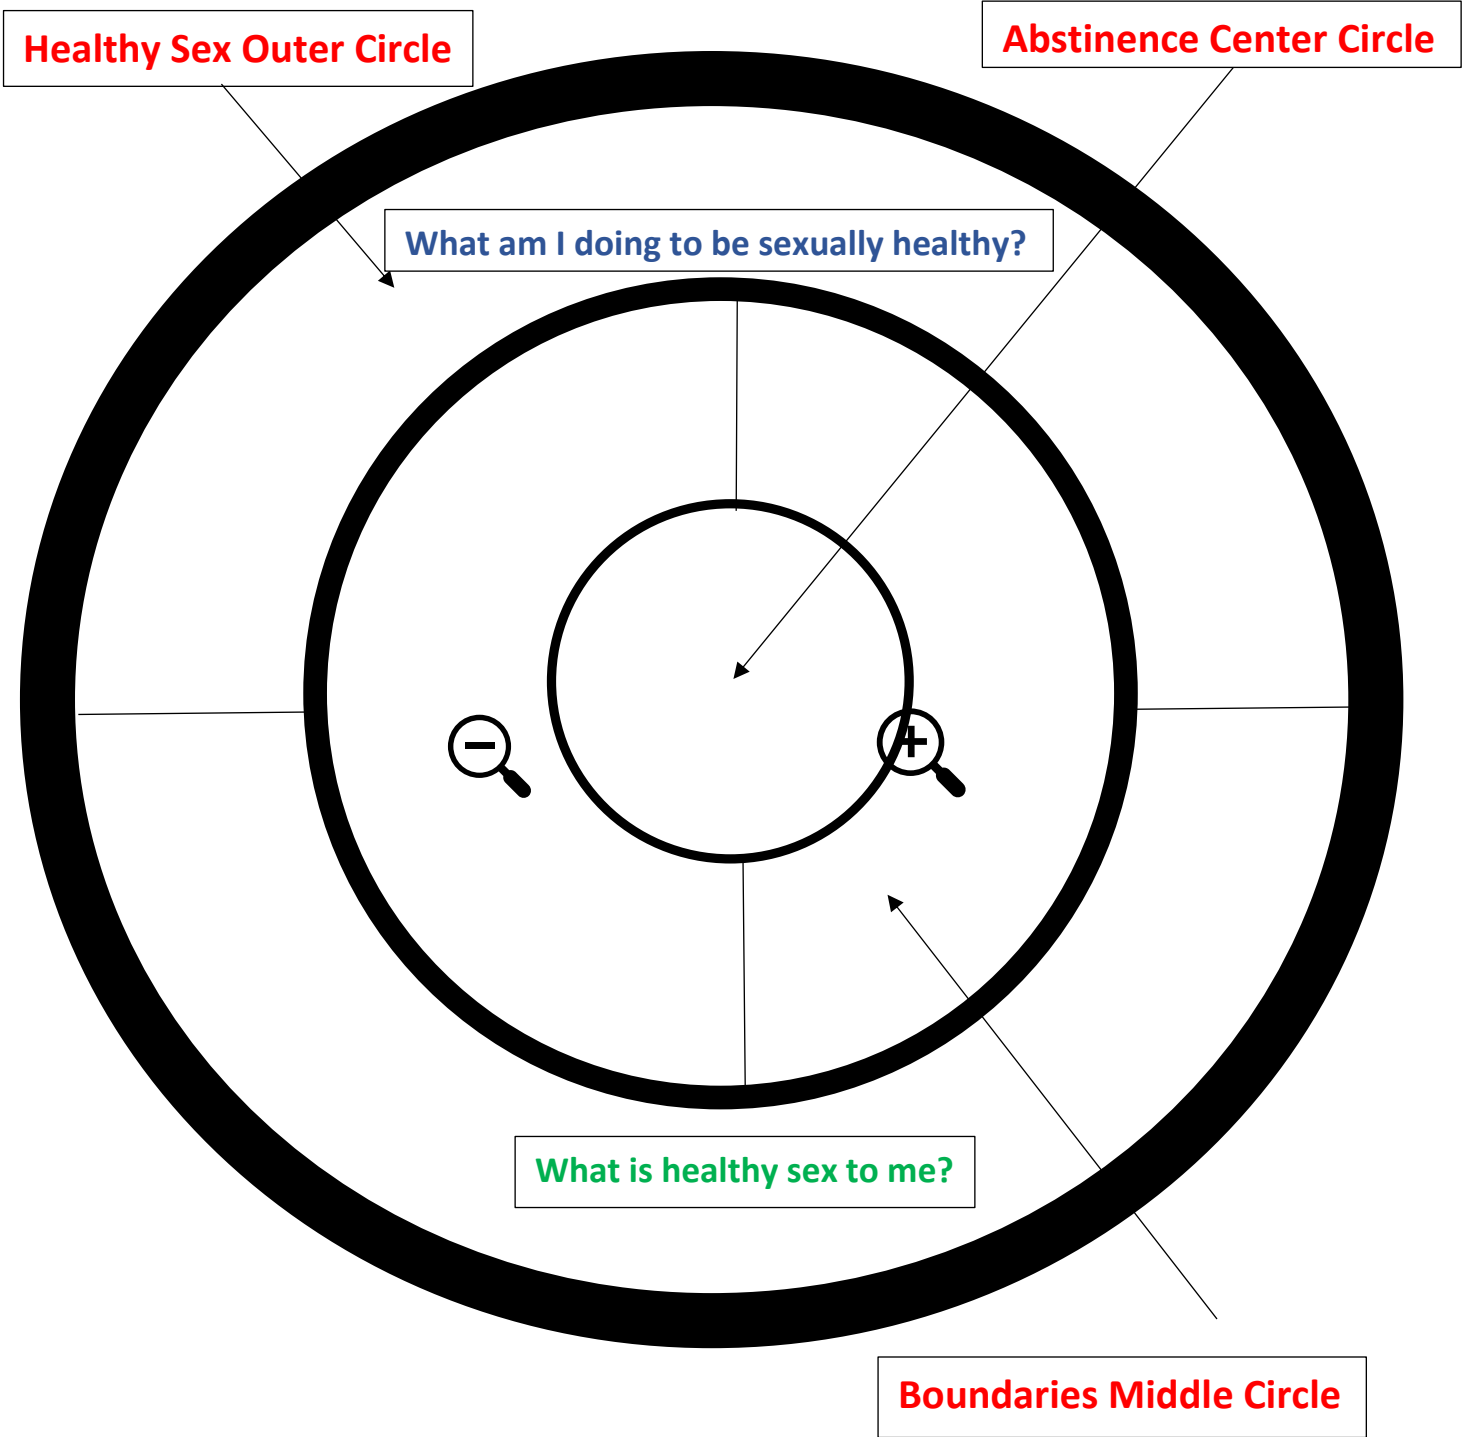 Healthy Sex Outer Circle
Abstinence Center Circle
What am I doing to be sexually healthy?
What is healthy sex to me?
Boundaries Middle Circle